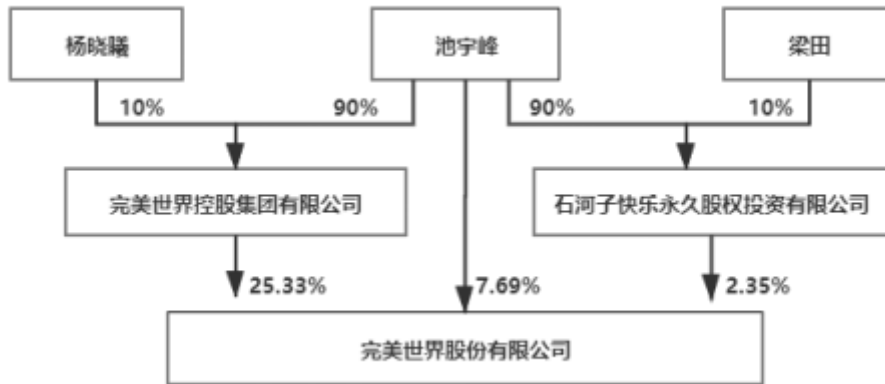 杨晓曦
池宇峰
梁田
10%
90%
90%
10%
完美世界控股集团有限公司
石河子快乐永久股权投资有限公司
25.33%
7.69%
2.35%
完美世界股份有限公司